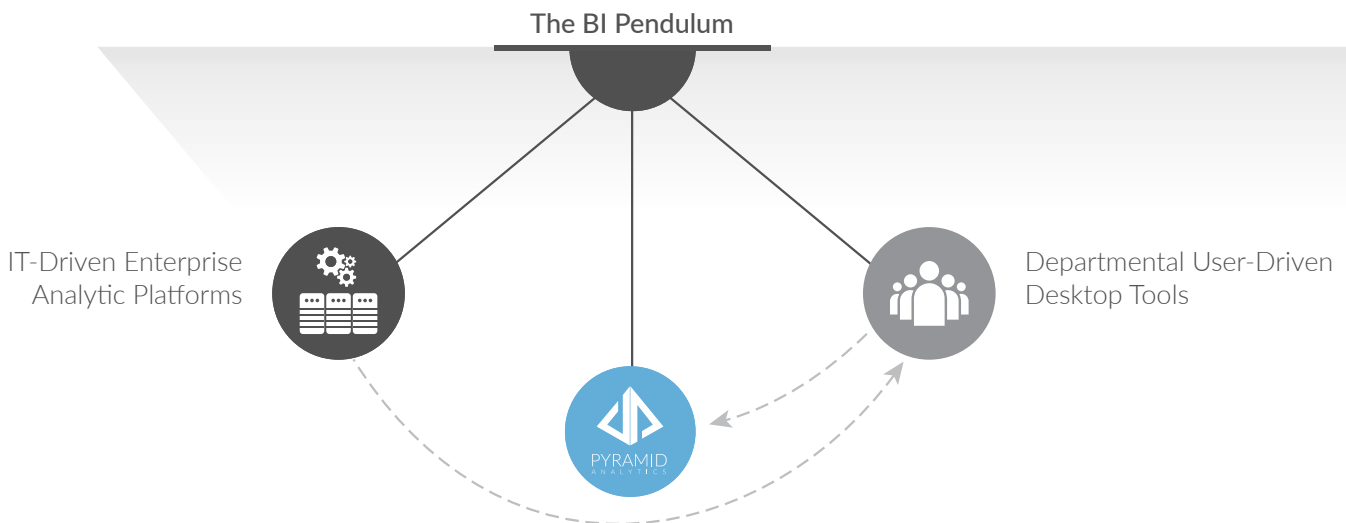 The BI Pendulum
IT-Driven Enterprise
Analytic Platforms
Departmental User-Driven
Desktop Tools
PYRAMID
ANALYTICS